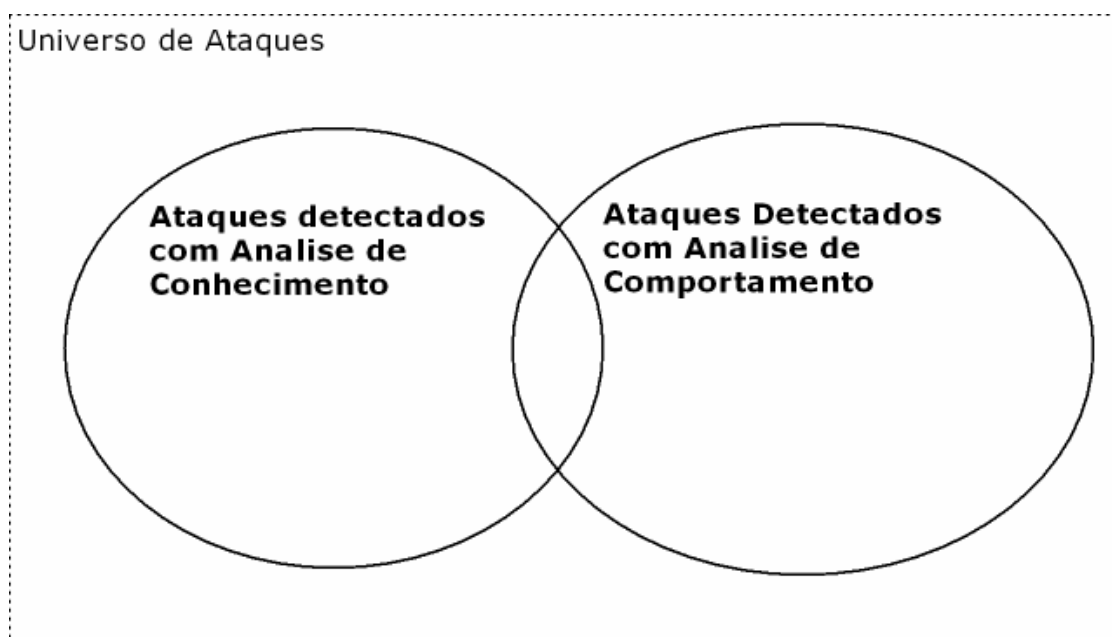 Universo de Ataques
Ataques detectados
com Analise de
Conhecimento
Ataques Detectados
com Analise de
Comportamento